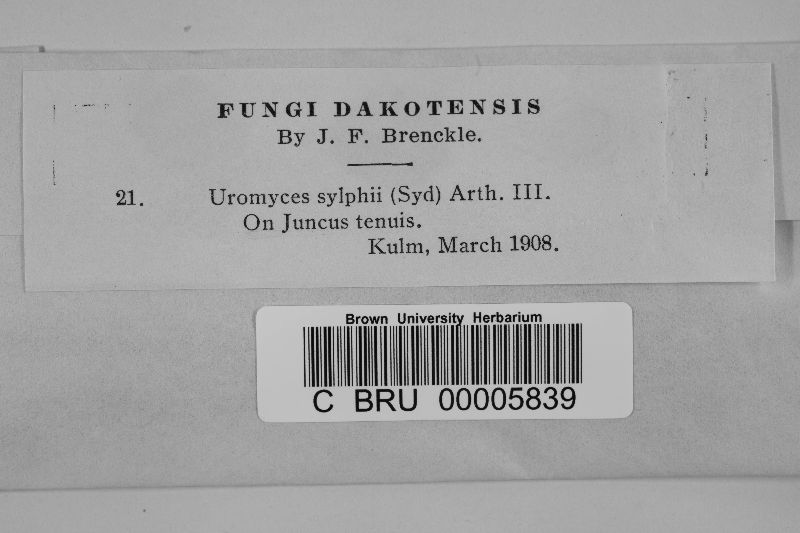 FUNGI DAKOTENSIS
By J. F. Brenckle.
21. Uromyces sylphii (Syd) Arth. III.
On Juncus tenuis.
Kulm, March 1908.
Brown University Herbarium
C BRU 00005839